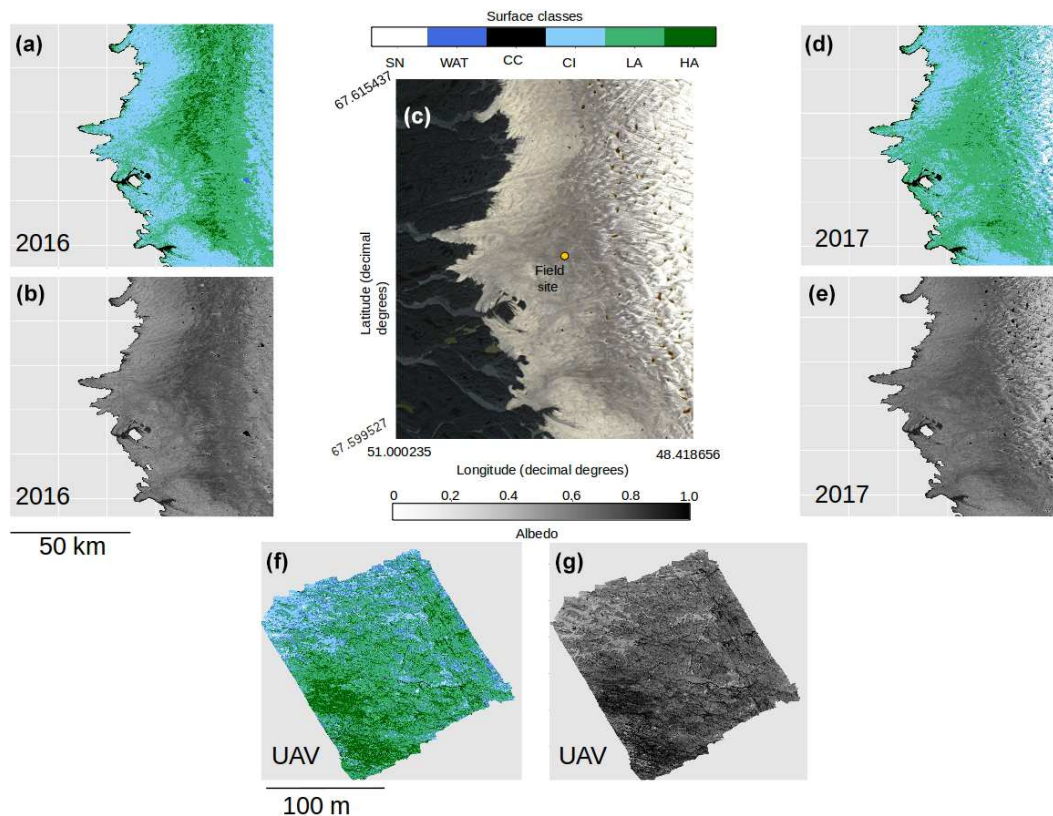 Surface classes
SN WAT CC CI LA HA
(a)
2016
(b)
2016
50 km
67.615437
(c)
Latitude (decimal
degrees)
Field
site
67.599527
51.000235 48.418656
Longitude (decimal degrees)
0 0,2, 0.4 0,6, 0.8 1.0
Albedo
(d)
2017
(e)
2017
(f)
UAV
100 m
(g)
UAV